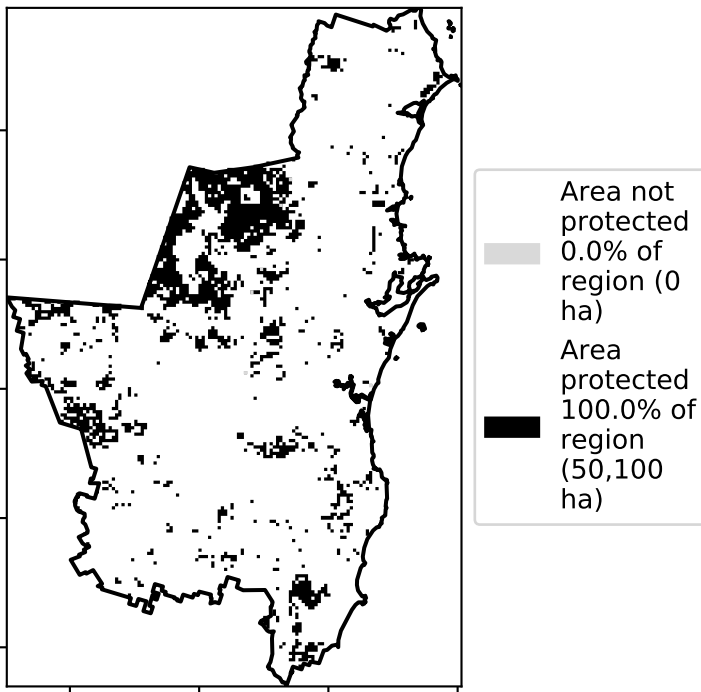 Area not
protected
0.0% of
region (0
ha)
Area
protected
100.0% of
region
(50,100
ha)